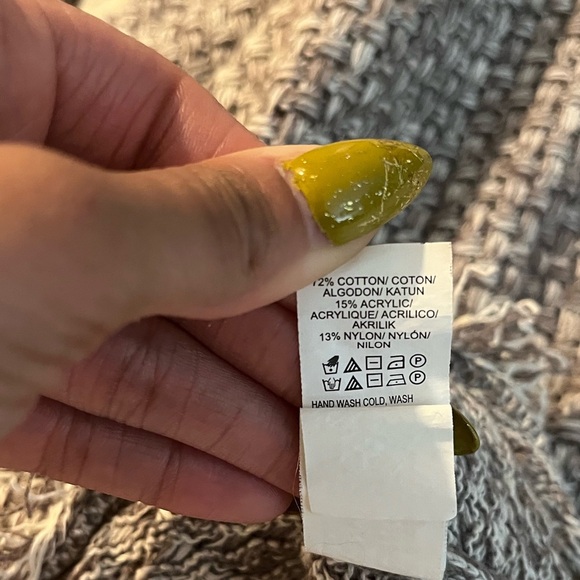 72% COTTON/ COTON/
ALGODON/ KATUN
15% ACRYLIC/
ACRYLIQUE/ ACRILICO/
AKRILIK
13% NYLON/ NYLÓN/
NILON
P
P
HAND WASH COLD, WASH